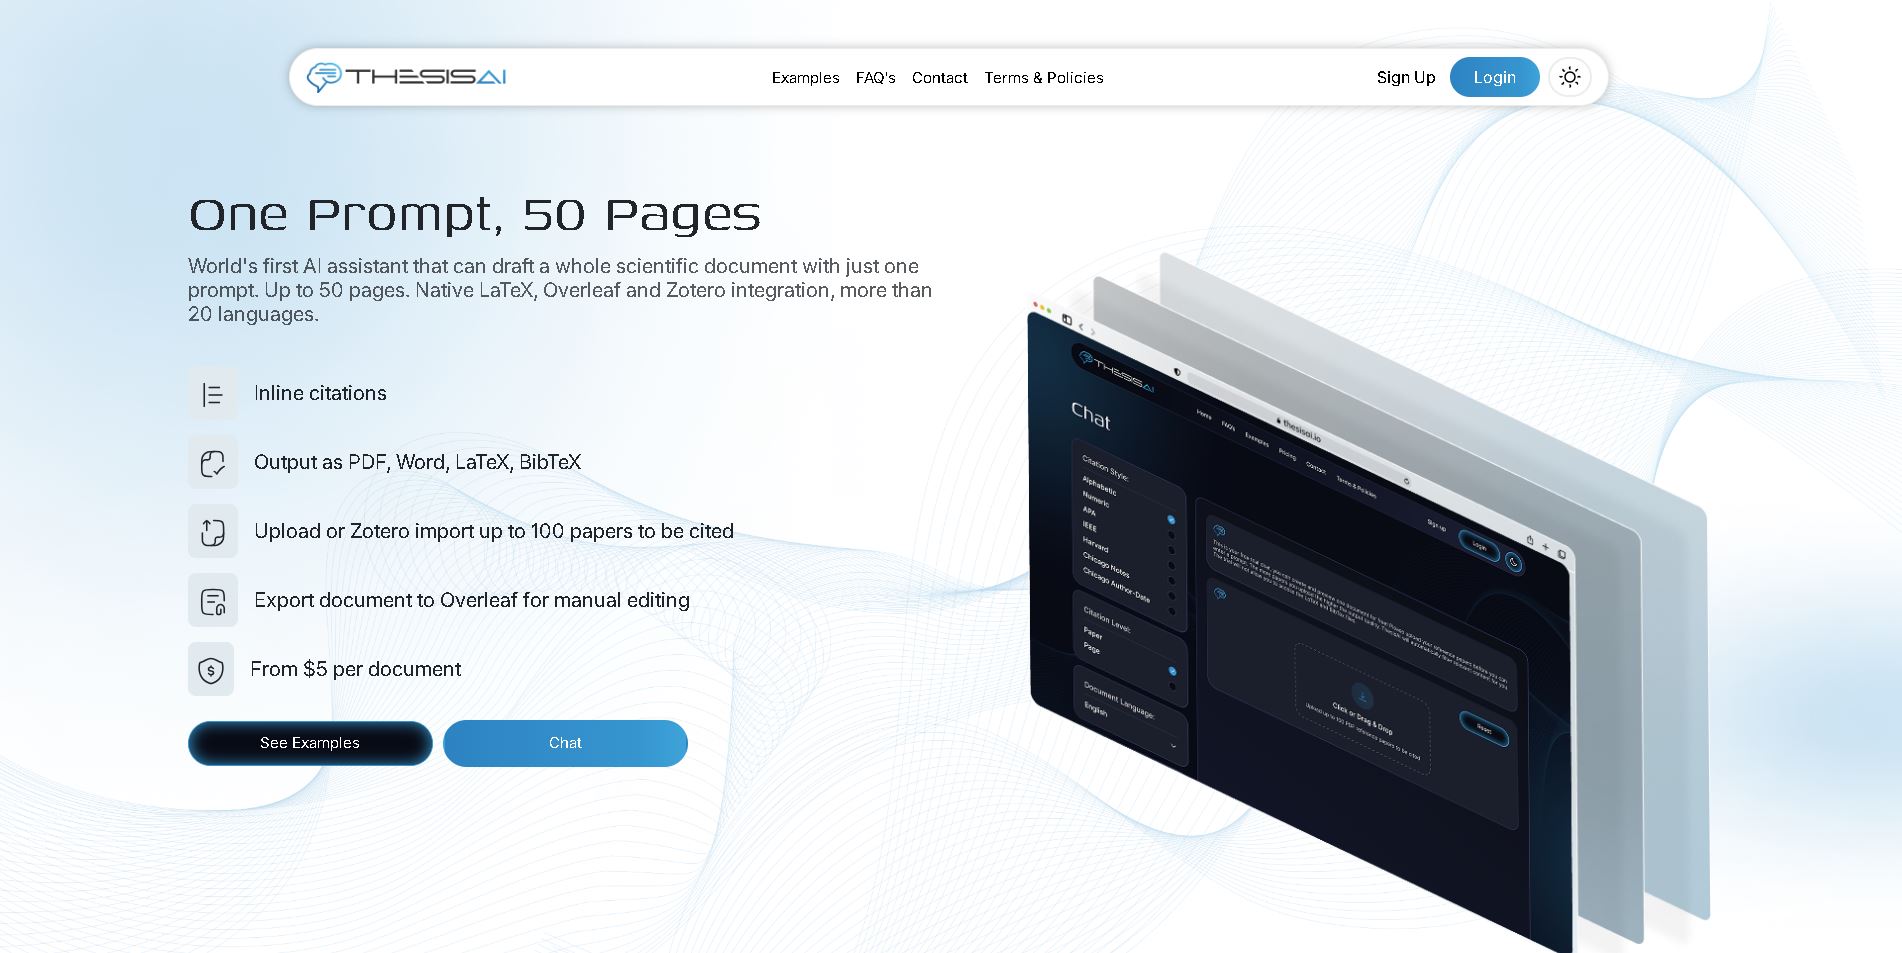 THESISAI
Examples FAQ's Contact Terms & Policies
Sign Up Login
One Prompt, 50 Pages
World's first AI assistant that can draft a whole scientific document with just one
prompt. Up to 50 pages. Native LaTeX, Overleaf and Zotero integration, more than
20 languages.
Inline citations
Output as PDF, Word, LaTeX, BibTeX
Upload or Zotero import up to 100 papers to be cited
Export document to Overleaf for manual editing
From $5 per document
See Examples Chat
thesisai.io
THESISAI
Home FAQs Examples Pricing Contact Terms & Policies
Sign up Login
Chat
Citation Style:
Alphabetic
Numeric
APA
IEEE
Harvard
Chicago Notes
Chicago Author-Date
Citation Level:
Paper
Page
Document Language:
English
Click or Drag & Drop
Upload up to 100 PDF reference papers to be cited
Reset